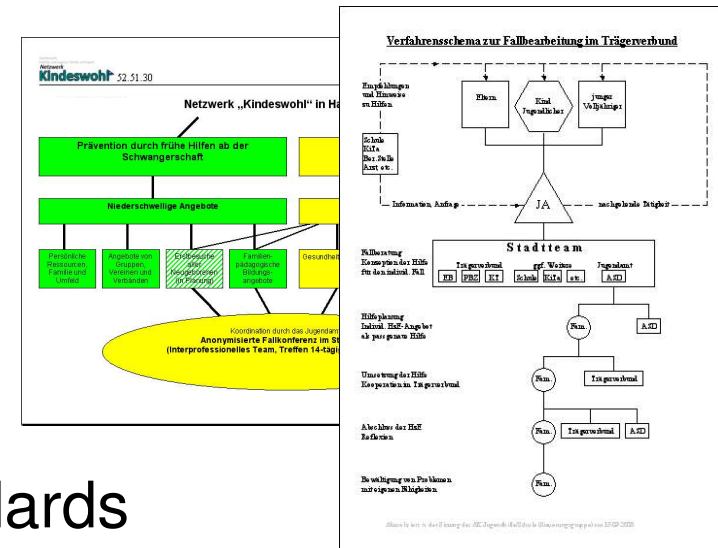 Netzwerk
Kindeswohl 52.51.30
Netzwerk „Kindeswohl“ in Ha
Prävention durch frühe Hilfen ab der
Schwangerschaft
Niederschwellige Angebote
Persönliche
Ressourcen,
Familie und
Umfeld
Angebote von
Gruppen,
Vereinen und
Verbänden
Erstbesuche
aller
Neugeborenen
(in Planung)
Familien-
pädagogische
Bildungs-
angebote
Gesundheit
Koordination durch das Jugendam
Anonymisierte Fallkonferenz im St
(Interprofessionelles Team, Treffen 14-tägi
lards
Verfahrensschema zur Fallbearbeitung im Trägerverbund
Empfehlungen
und Hinweise
zu Hilfen
Eltern
Kind
Jugendlicher
junger
Volljähriger
Schule
KiTa
Ber.Stelle
Arzt etc.
Information, Anfrage
JA
nachgehende Tätigkeit
Fallberatung
Konzeption der Hilfe
für den individ. Fall
Stadtteam
Trägerverbund
ggf. Weitere
Jugendamt
EB
FBZ
KT
Schule
KiTa
etc.
ASD
Hilfeplanung
Individ. HzE-Angebot
als passgenaue Hilfe
Fam.
ASD
Umsetzung der Hilfe
Kooperation im Trägerverbund
Fam.
Trägerverbund
Abschluss der HzE
Reflexion
Fam.
Trägerverbund
ASD
Bewältigung von Problemen
mit eigenen Fähigkeiten
Fam.